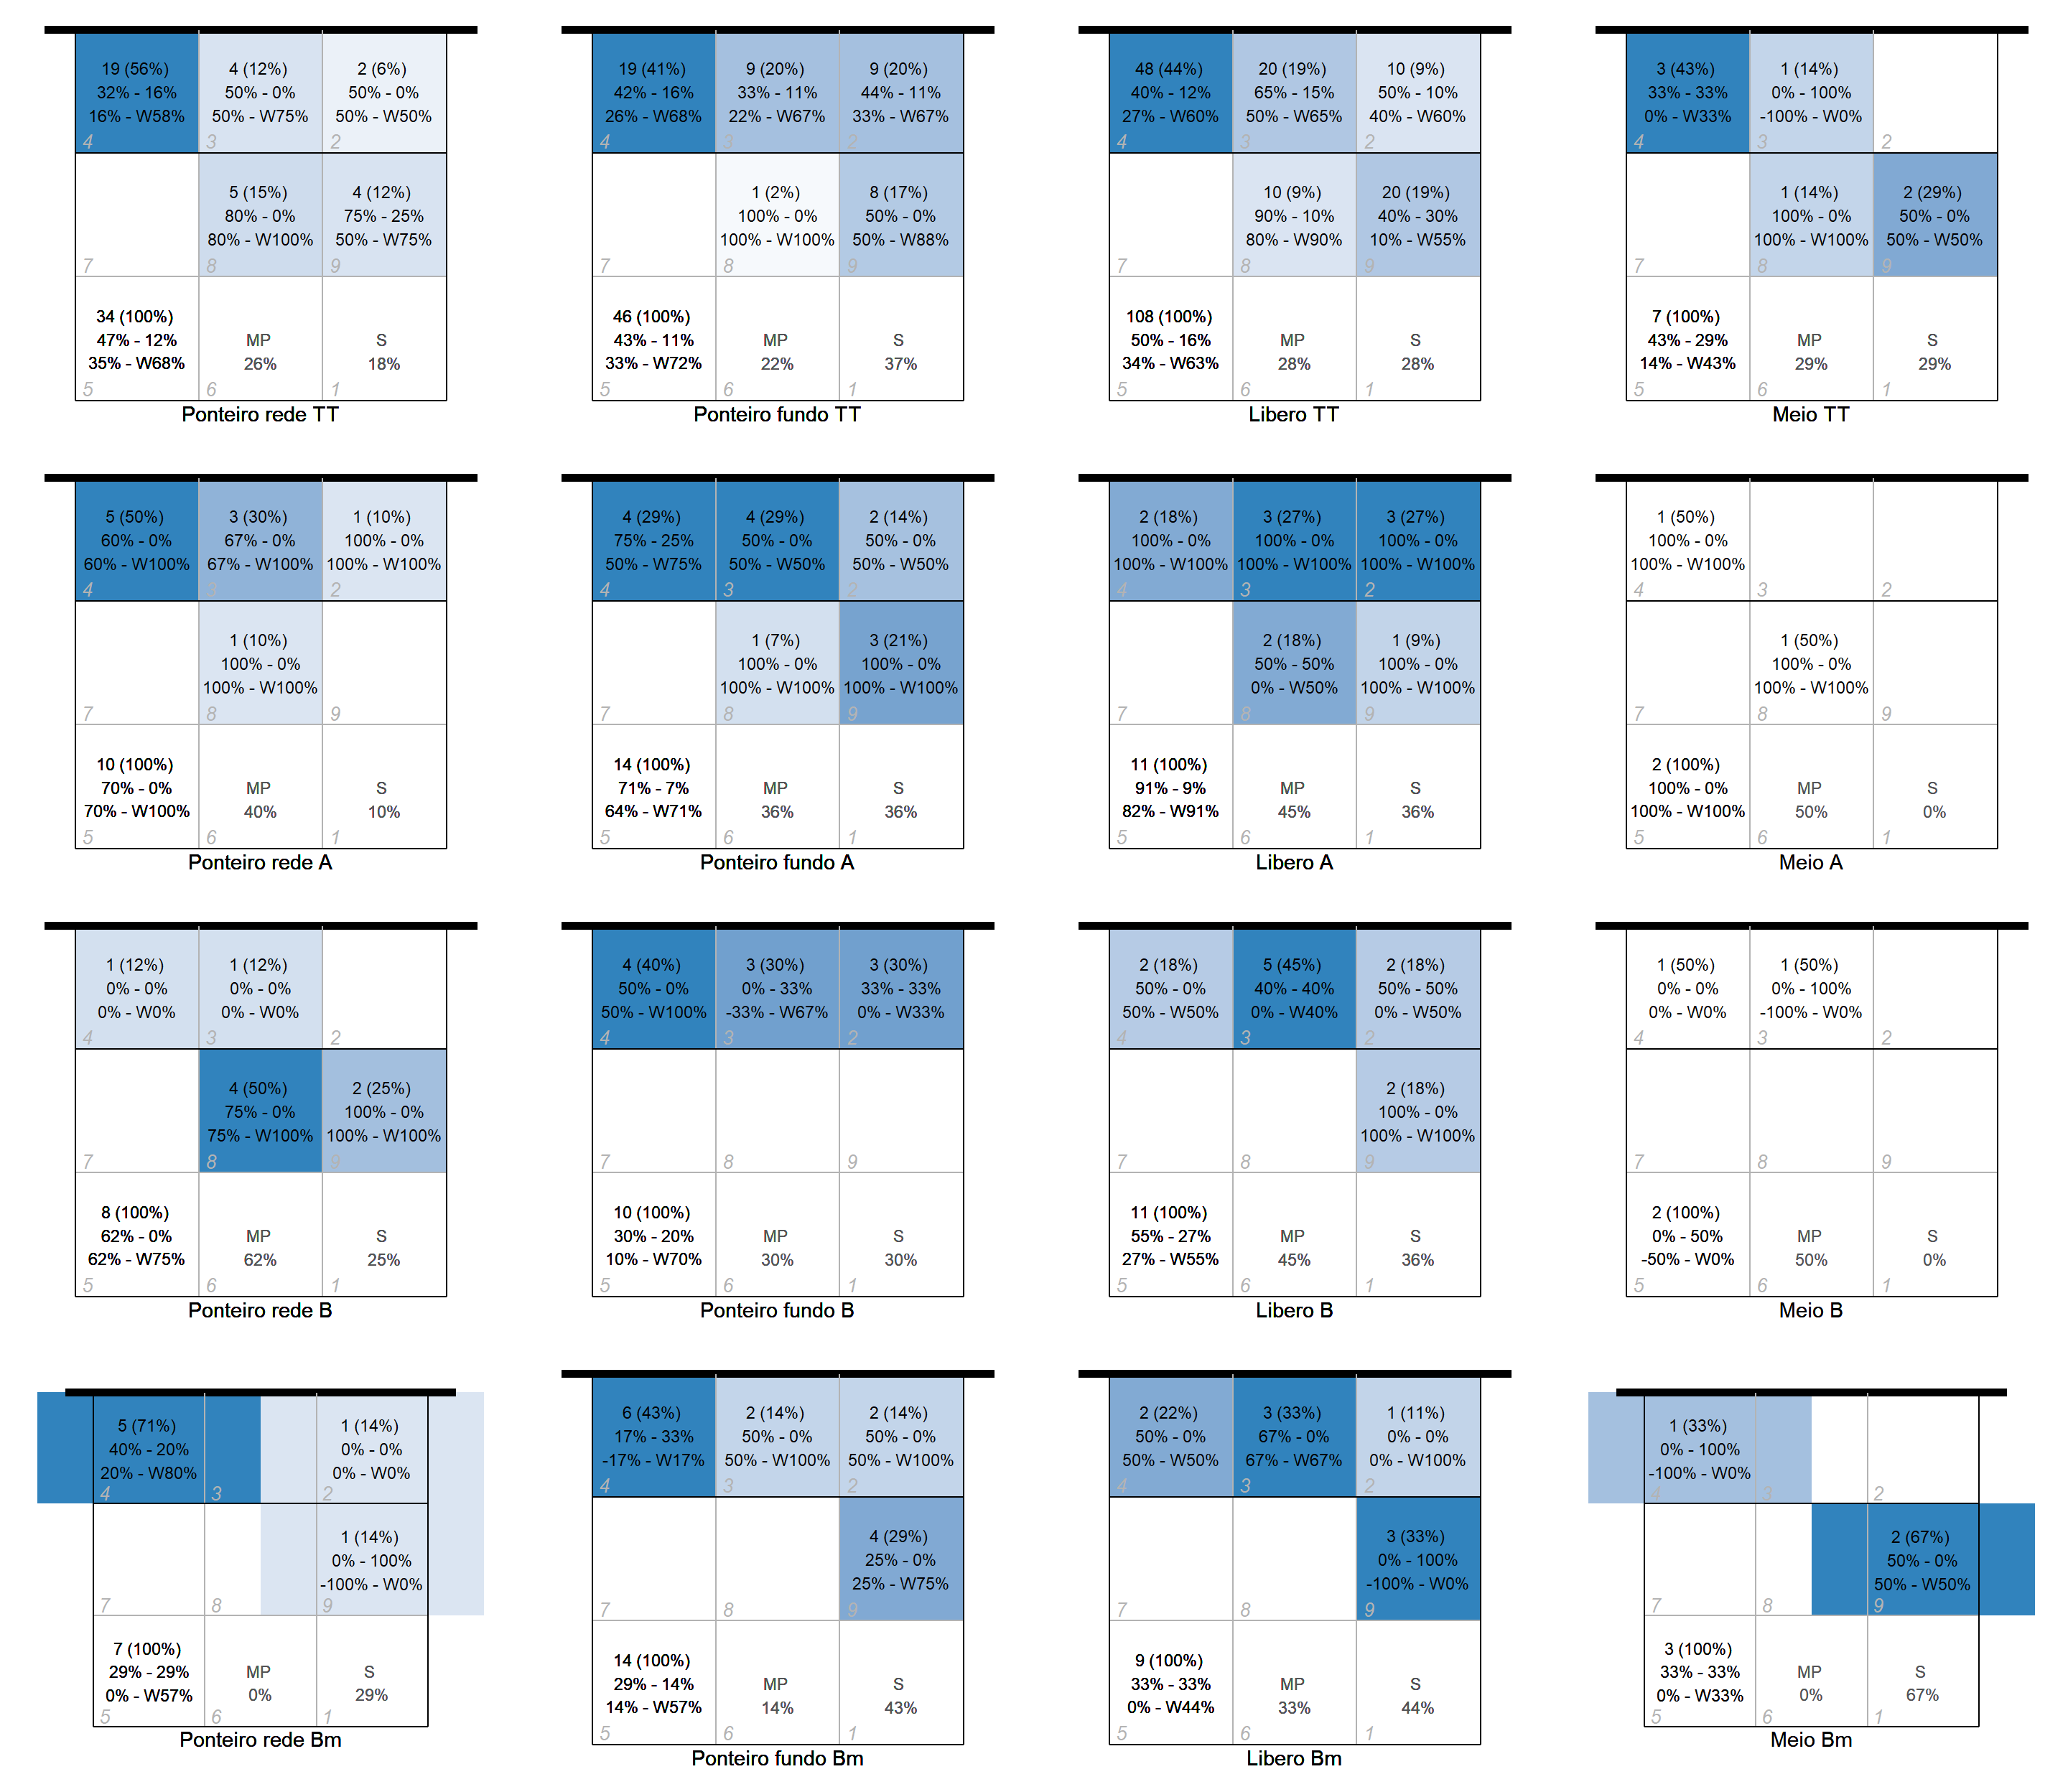 19 (56%)
32% - 16%
16% - W58%
4
4 (12%)
50% - 0%
50% - W75%
3
2 (6%)
50% - 0%
50% - W50%
2
7
5 (15%)
80% - 0%
80% - W100%
8
4 (12%)
75% - 25%
50% - W75%
9
34 (100%)
47% - 12%
35% - W68%
5
MP
26%
6
S
18%
1
Ponteiro rede TT
19 (41%)
42% - 16%
26% - W68%
4
9 (20%)
33% - 11%
22% - W67%
3
9 (20%)
44% - 11%
33% - W67%
2
7
1 (2%)
100% - 0%
100% - W100%
8
8 (17%)
50% - 0%
50% - W88%
9
46 (100%)
43% - 11%
33% - W72%
5
MP
22%
6
S
37%
1
Ponteiro fundo TT
48 (44%)
40% - 12%
27% - W60%
4
20 (19%)
65% - 15%
50% - W65%
3
10 (9%)
50% - 10%
40% - W60%
2
7
10 (9%)
90% - 10%
80% - W90%
8
20 (19%)
40% - 30%
10% - W55%
9
108 (100%)
50% - 16%
34% - W63%
5
MP
28%
6
S
28%
1
Libero TT
3 (43%)
33% - 33%
0% - W33%
4
1 (14%)
0% - 100%
-100% - W0%
3
2
7
1 (14%)
100% - 0%
100% - W100%
8
2 (29%)
50% - 0%
50% - W50%
9
7 (100%)
43% - 29%
14% - W43%
5
MP
29%
6
S
29%
1
Meio TT
5 (50%)
60% - 0%
60% - W100%
4
3 (30%)
67% - 0%
67% - W100%
3
1 (10%)
100% - 0%
100% - W100%
2
7
1 (10%)
100% - 0%
100% - W100%
8
9
10 (100%)
70% - 0%
70% - W100%
5
MP
40%
6
S
10%
1
Ponteiro rede A
4 (29%)
75% - 25%
50% - W75%
4
4 (29%)
50% - 0%
50% - W50%
3
2 (14%)
50% - 0%
50% - W50%
2
7
1 (7%)
100% - 0%
100% - W100%
8
3 (21%)
100% - 0%
100% - W100%
9
14 (100%)
71% - 7%
64% - W71%
5
MP
36%
6
S
36%
1
Ponteiro fundo A
2 (18%)
100% - 0%
100% - W100%
4
3 (27%)
100% - 0%
100% - W100%
3
3 (27%)
100% - 0%
100% - W100%
2
7
2 (18%)
50% - 50%
0% - W50%
8
1 (9%)
100% - 0%
100% - W100%
9
11 (100%)
91% - 9%
82% - W91%
5
MP
45%
6
S
36%
1
Libero A
1 (50%)
100% - 0%
100% - W100%
4
3
2
7
1 (50%)
100% - 0%
100% - W100%
8
9
2 (100%)
100% - 0%
100% - W100%
5
MP
50%
6
S
0%
1
Meio A
1 (12%)
0% - 0%
0% - W0%
4
1 (12%)
0% - 0%
0% - W0%
3
2
7
4 (50%)
75% - 0%
75% - W100%
8
2 (25%)
100% - 0%
100% - W100%
9
8 (100%)
62% - 0%
62% - W75%
5
MP
62%
6
S
25%
1
Ponteiro rede B
4 (40%)
50% - 0%
50% - W100%
4
3 (30%)
0% - 33%
-33% - W67%
3
3 (30%)
33% - 33%
0% - W33%
2
7
8
9
10 (100%)
30% - 20%
10% - W70%
5
MP
30%
6
S
30%
1
Ponteiro fundo B
2 (18%)
50% - 0%
50% - W50%
4
5 (45%)
40% - 40%
0% - W40%
3
2 (18%)
50% - 50%
0% - W50%
2
7
8
2 (18%)
100% - 0%
100% - W100%
9
11 (100%)
55% - 27%
27% - W55%
5
MP
45%
6
S
36%
1
Libero B
1 (50%)
0% - 0%
0% - W0%
4
1 (50%)
0% - 100%
-100% - W0%
3
2
7
8
9
2 (100%)
0% - 50%
-50% - W0%
5
MP
50%
6
S
0%
1
Meio B
5 (71%)
40% - 20%
20% - W80%
4
3
1 (14%)
0% - 0%
0% - W0%
2
7
8
1 (14%)
0% - 100%
-100% - W0%
9
7 (100%)
29% - 29%
0% - W57%
5
MP
0%
6
S
29%
1
Ponteiro rede Bm
6 (43%)
17% - 33%
-17% - W17%
4
2 (14%)
50% - 0%
50% - W100%
3
2 (14%)
50% - 0%
50% - W100%
2
7
8
4 (29%)
25% - 0%
25% - W75%
9
14 (100%)
29% - 14%
14% - W57%
5
MP
14%
6
S
43%
1
Ponteiro fundo Bm
2 (22%)
50% - 0%
50% - W50%
4
3 (33%)
67% - 0%
67% - W67%
3
1 (11%)
0% - 0%
0% - W100%
2
7
8
3 (33%)
0% - 100%
-100% - W0%
9
9 (100%)
33% - 33%
0% - W44%
5
MP
33%
6
S
44%
1
Libero Bm
1 (33%)
0% - 100%
-100% - W0%
4
3
2
7
8
2 (67%)
50% - 0%
50% - W50%
9
3 (100%)
33% - 33%
0% - W33%
5
MP
0%
6
S
67%
1
Meio Bm